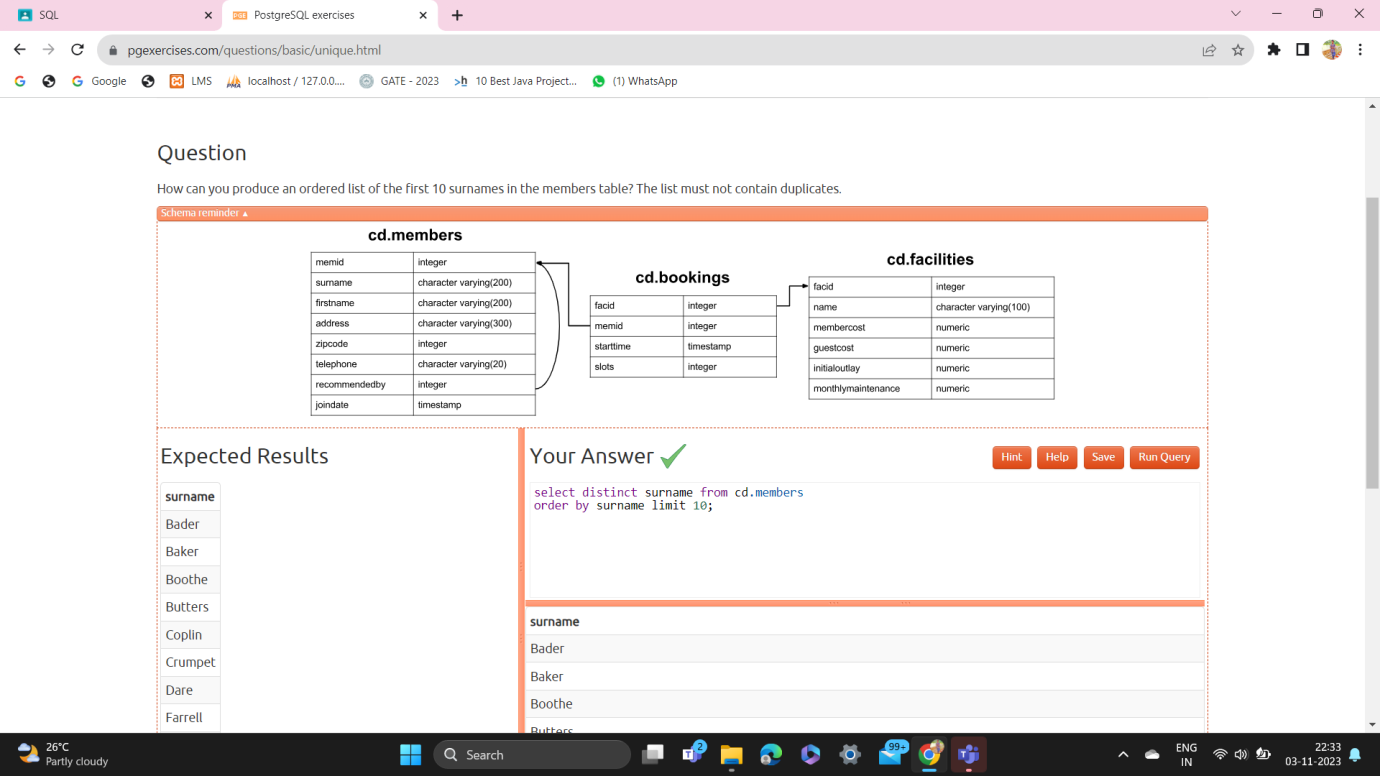 SQL
PostgreSQL exercises
pgexercises.com/questions/basic/unique.html
Google
LMS
localhost / 127.0.0....
GATE - 2023
10 Best Java Project...
(1) WhatsApp
Question
How can you produce an ordered list of the first 10 surnames in the members table? The list must not contain duplicates.
Schema reminder ▴
cd.members
memid integer
surname character varying(200)
firstname character varying(200)
address character varying(300)
zipcode integer
telephone character varying(20)
recommendedby integer
joindate timestamp
cd.bookings
facid integer
memid integer
starttime timestamp
slots integer
cd.facilities
facid integer
name character varying(100)
membercost numeric
guestcost numeric
initialoutlay numeric
monthlymaintenance numeric
Expected Results
surname
Bader
Baker
Boothe
Butters
Coplin
Crumpet
Dare
Farrell
Your Answer
Hint Help Save Run Query
select distinct surname from cd.members
order by surname limit 10;
surname
Bader
Baker
Boothe
Butters
26°C
Partly cloudy
Search
2
99+
ENG
IN
22:33
03-11-2023